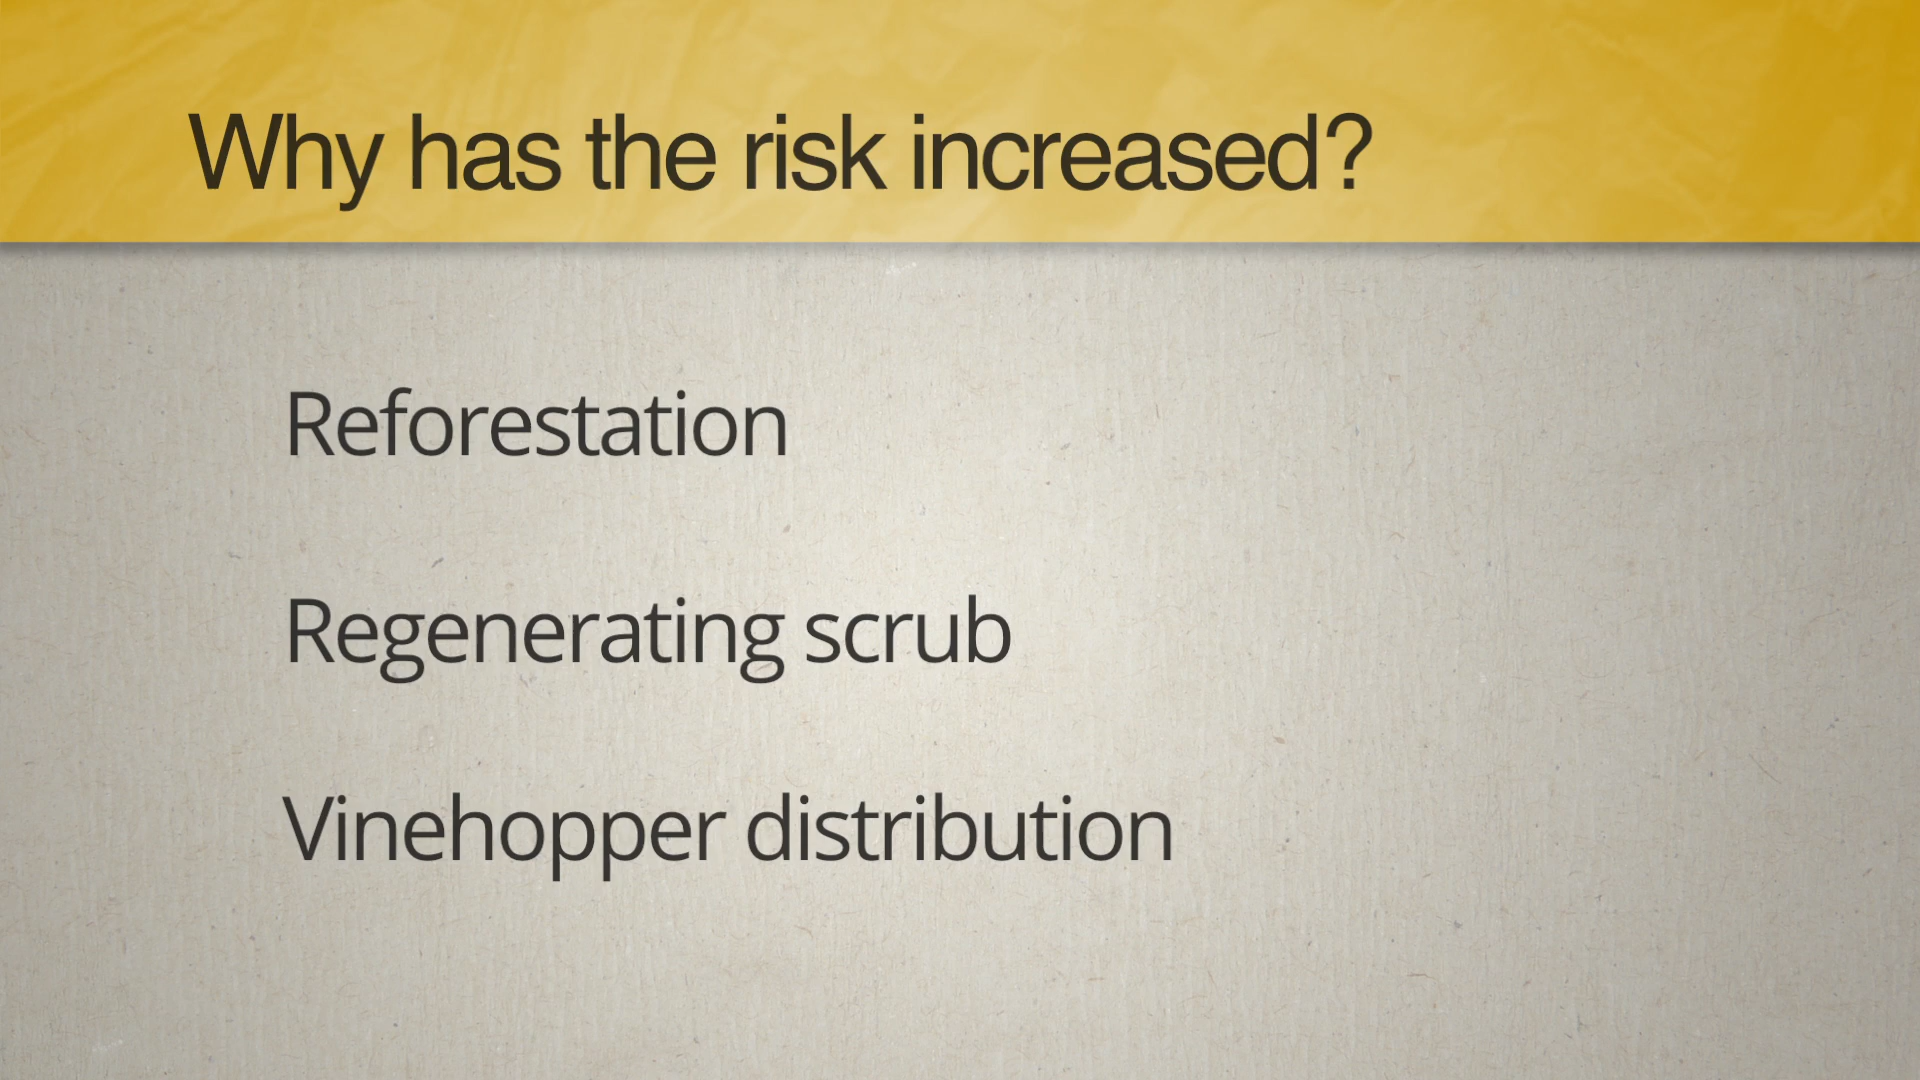 Why has the risk increased?
Reforestation
Regenerating scrub
Vinehopper distribution